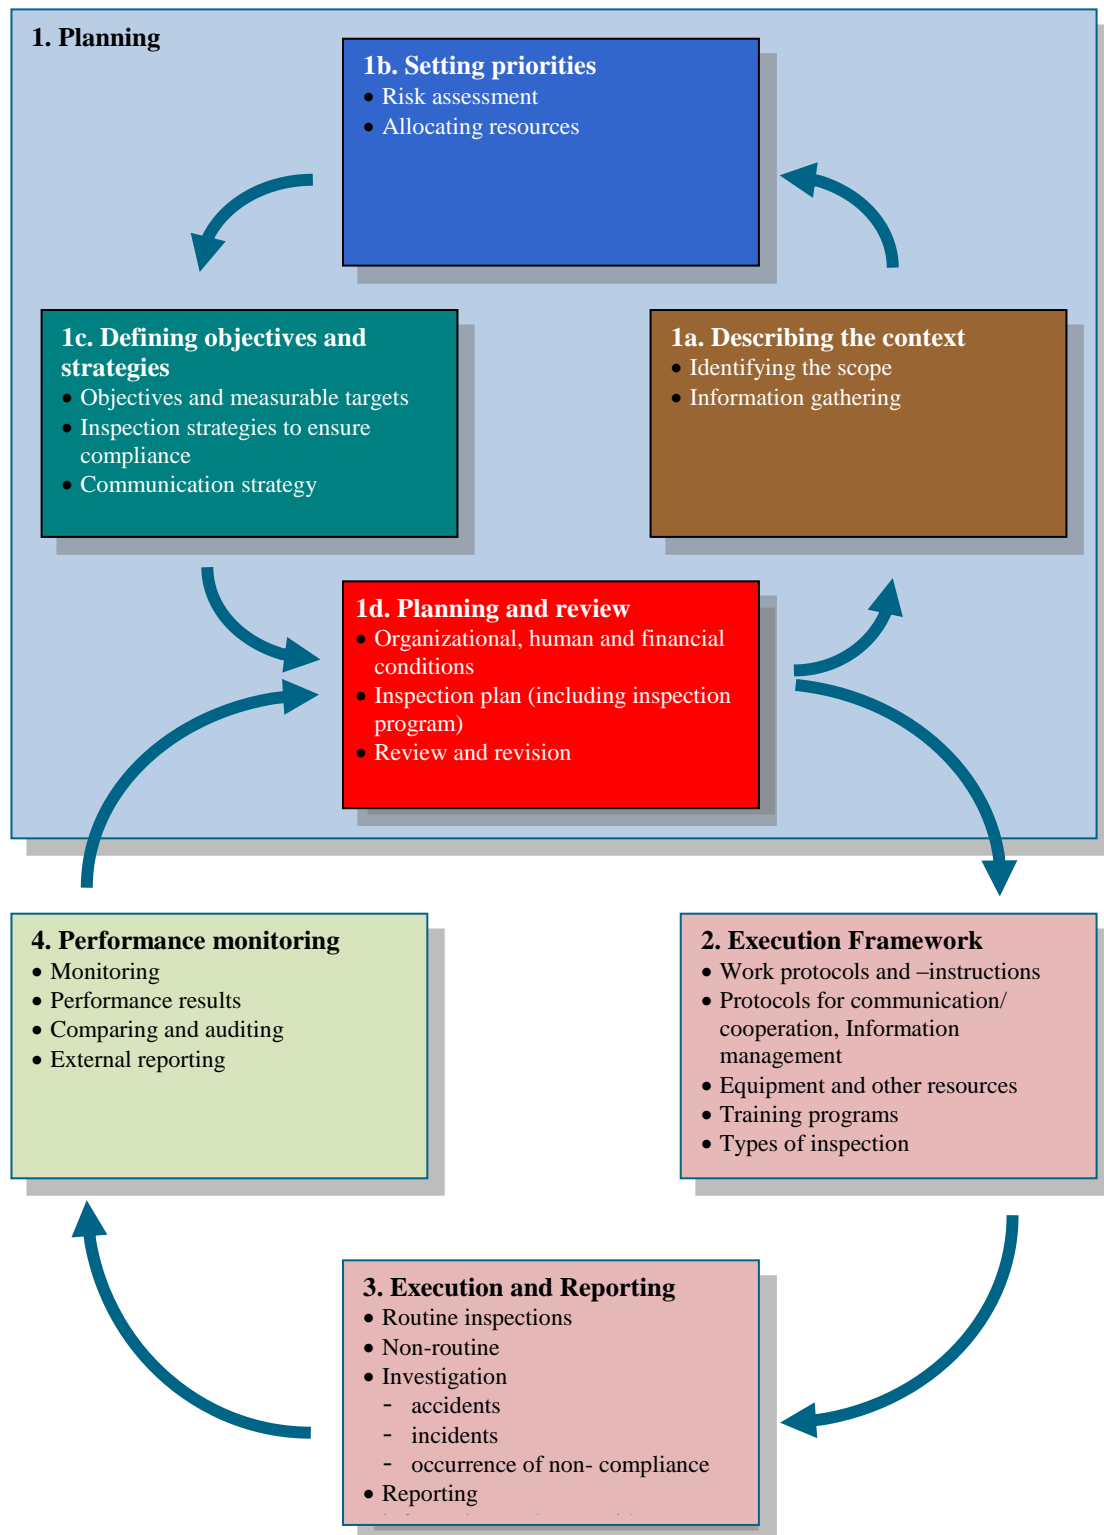 1. Planning
1b. Setting priorities
• Risk assessment
• Allocating resources
1c. Defining objectives and
strategies
• Objectives and measurable targets
• Inspection strategies to ensure
compliance
• Communication strategy
1a. Describing the context
• Identifying the scope
• Information gathering
1d. Planning and review
• Organizational, human and financial
conditions
• Inspection plan (including inspection
program)
• Review and revision
4. Performance monitoring
• Monitoring
• Performance results
• Comparing and auditing
• External reporting
2. Execution Framework
• Work protocols and –instructions
• Protocols for communication/
cooperation, Information
management
• Equipment and other resources
• Training programs
• Types of inspection
3. Execution and Reporting
• Routine inspections
• Non-routine
• Investigation
- accidents
- incidents
- occurrence of non- compliance
• Reporting